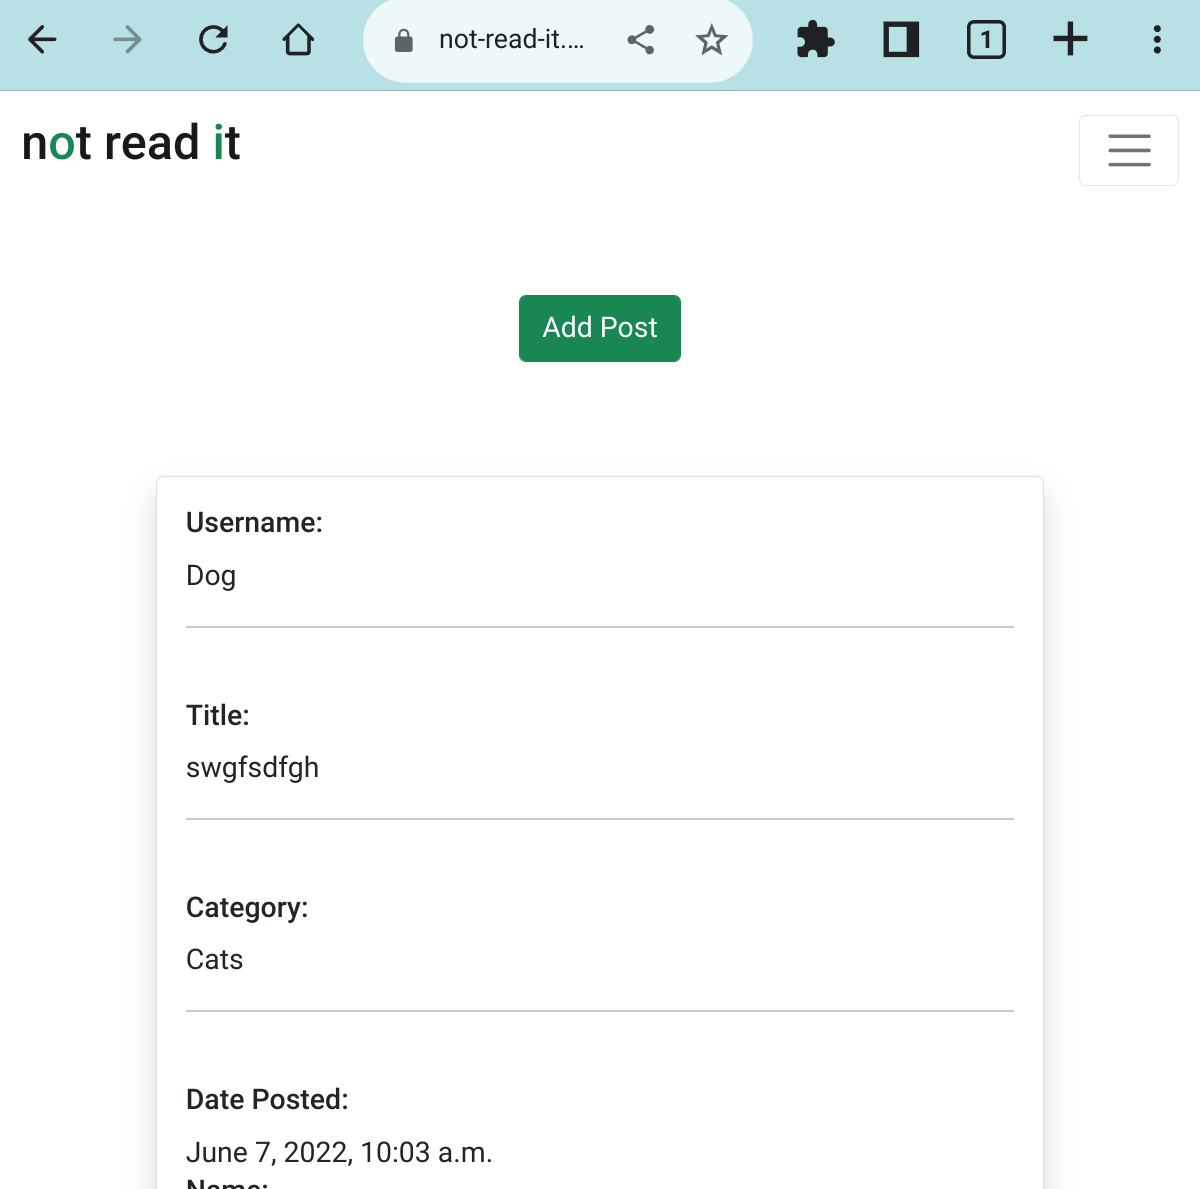 not-read-it....
1
not read it
Add Post
Username:
Dog
Title:
swgfsdfgh
Category:
Cats
Date Posted:
June 7, 2022, 10:03 a.m.
Name: